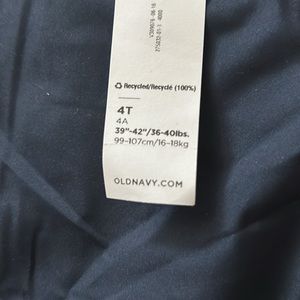 ♻ Recycled/Recyclé (100%)
4T
4A
39"-42"/36-40lbs.
99-107cm/16-18kg
OLDNAVY.COM